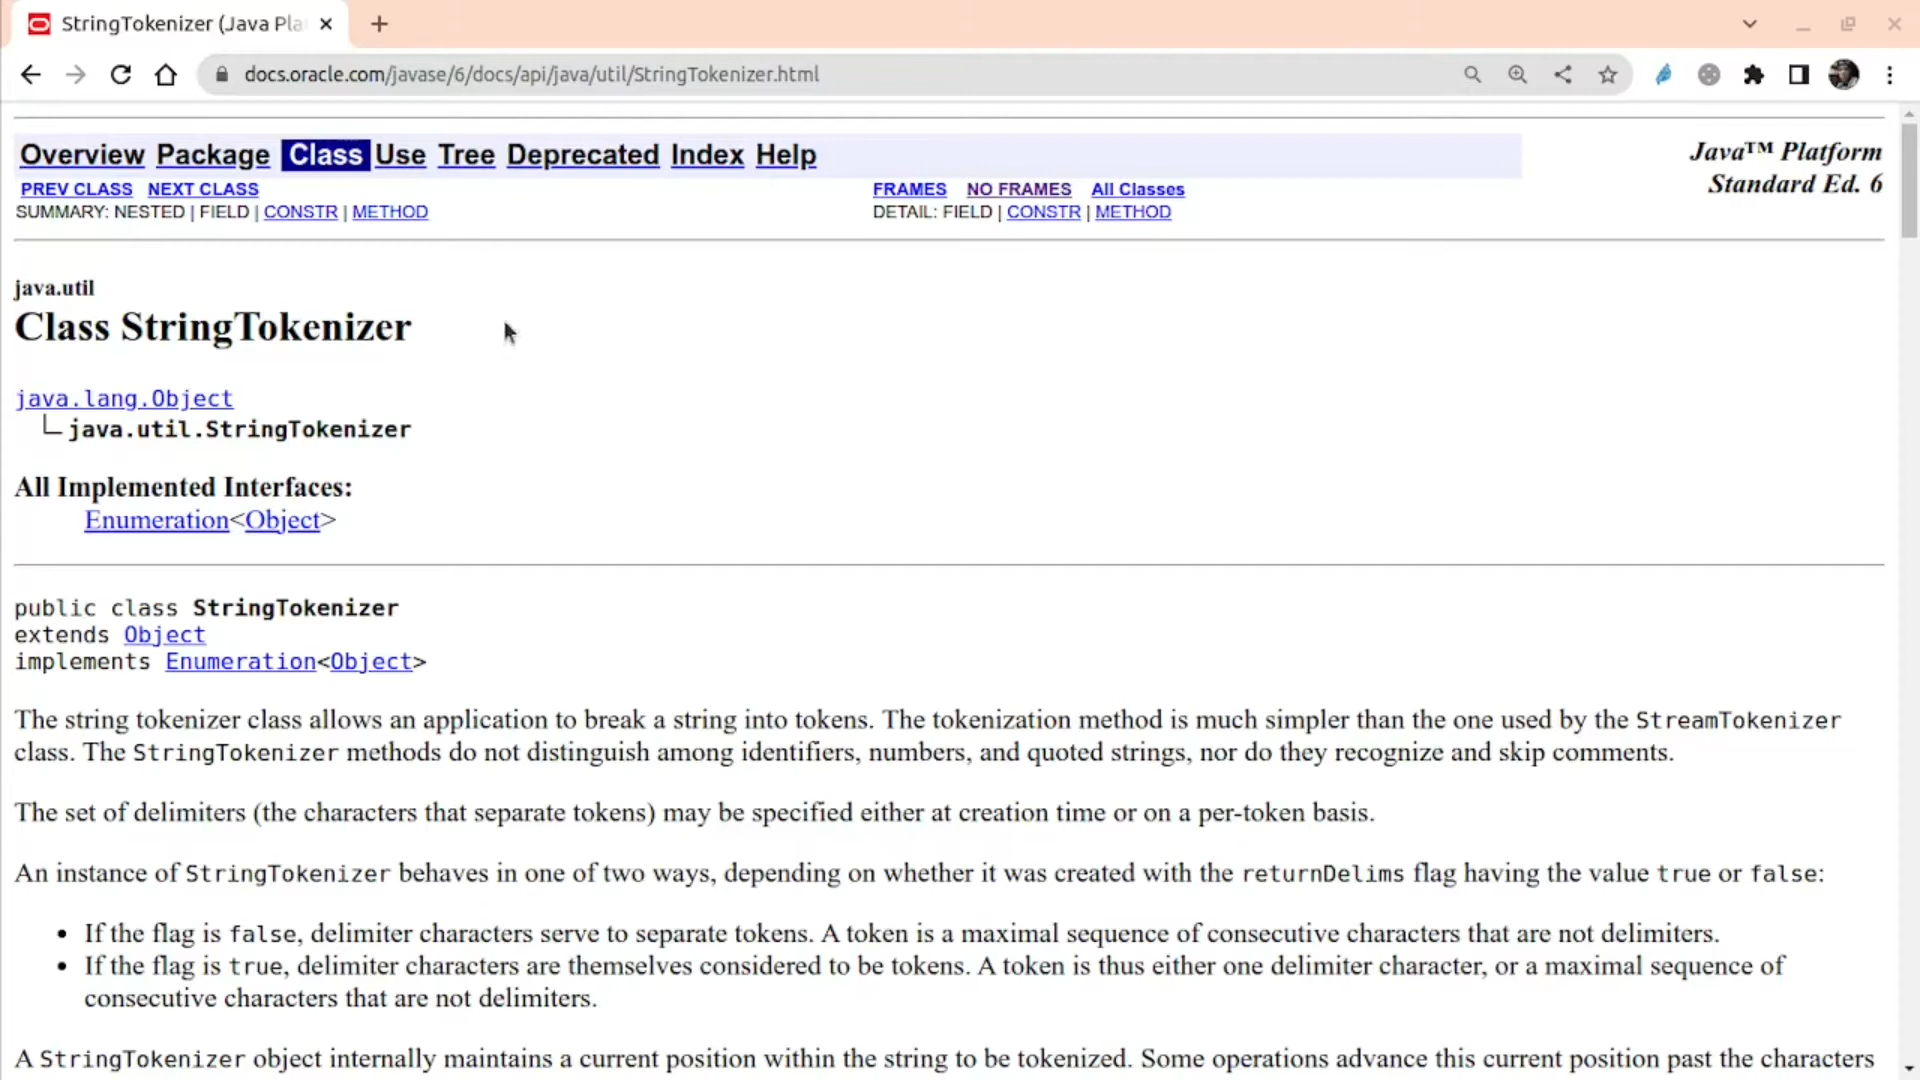 StringTokenizer (Java Pla
docs.oracle.com/javase/6/docs/api/java/util/StringTokenizer.html
Overview Package Class Use Tree Deprecated Index Help
Java™ Platform
Standard Ed. 6
PREV CLASS NEXT CLASS
FRAMES NO FRAMES All Classes
SUMMARY: NESTED | FIELD | CONSTR | METHOD
DETAIL: FIELD | CONSTR | METHOD
java.util
Class StringTokenizer
java.lang.Object
java.util.StringTokenizer
All Implemented Interfaces:
Enumeration<Object>
public class StringTokenizer
extends Object
implements Enumeration<Object>
The string tokenizer class allows an application to break a string into tokens. The tokenization method is much simpler than the one used by the StreamTokenizer
class. The StringTokenizer methods do not distinguish among identifiers, numbers, and quoted strings, nor do they recognize and skip comments.
The set of delimiters (the characters that separate tokens) may be specified either at creation time or on a per-token basis.
An instance of StringTokenizer behaves in one of two ways, depending on whether it was created with the returnDelims flag having the value true or false:
• If the flag is false, delimiter characters serve to separate tokens. A token is a maximal sequence of consecutive characters that are not delimiters.
• If the flag is true, delimiter characters are themselves considered to be tokens. A token is thus either one delimiter character, or a maximal sequence of
consecutive characters that are not delimiters.
A StringTokenizer object internally maintains a current position within the string to be tokenized. Some operations advance this current position past the characters